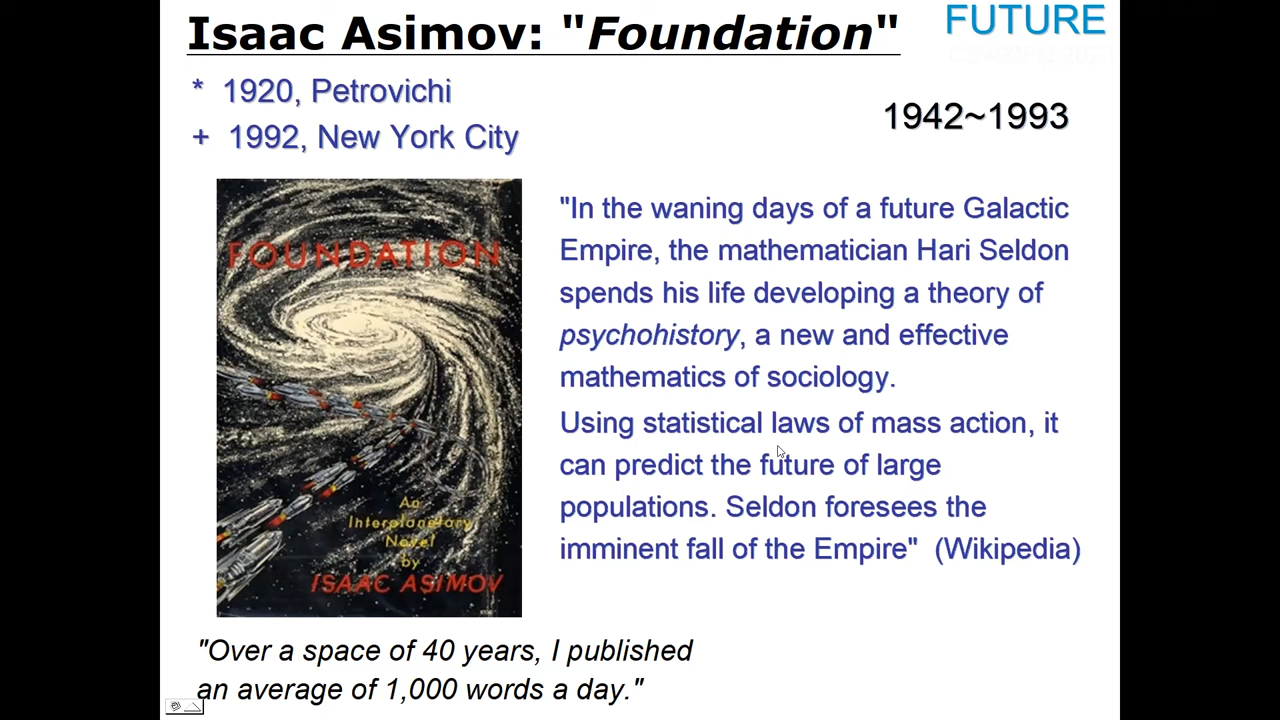 Isaac Asimov: "Foundation"
FUTURE
* 1920, Petrovichi
+ 1992, New York City
1942~1993
FOUNDATION
An
Interplanetary
Novel
by
ISAAC ASIMOV
"In the waning days of a future Galactic
Empire, the mathematician Hari Seldon
spends his life developing a theory of
psychohistory, a new and effective
mathematics of sociology.
Using statistical laws of mass action, it
can predict the future of large
populations. Seldon foresees the
imminent fall of the Empire" (Wikipedia)
"Over a space of 40 years, I published
an average of 1,000 words a day."